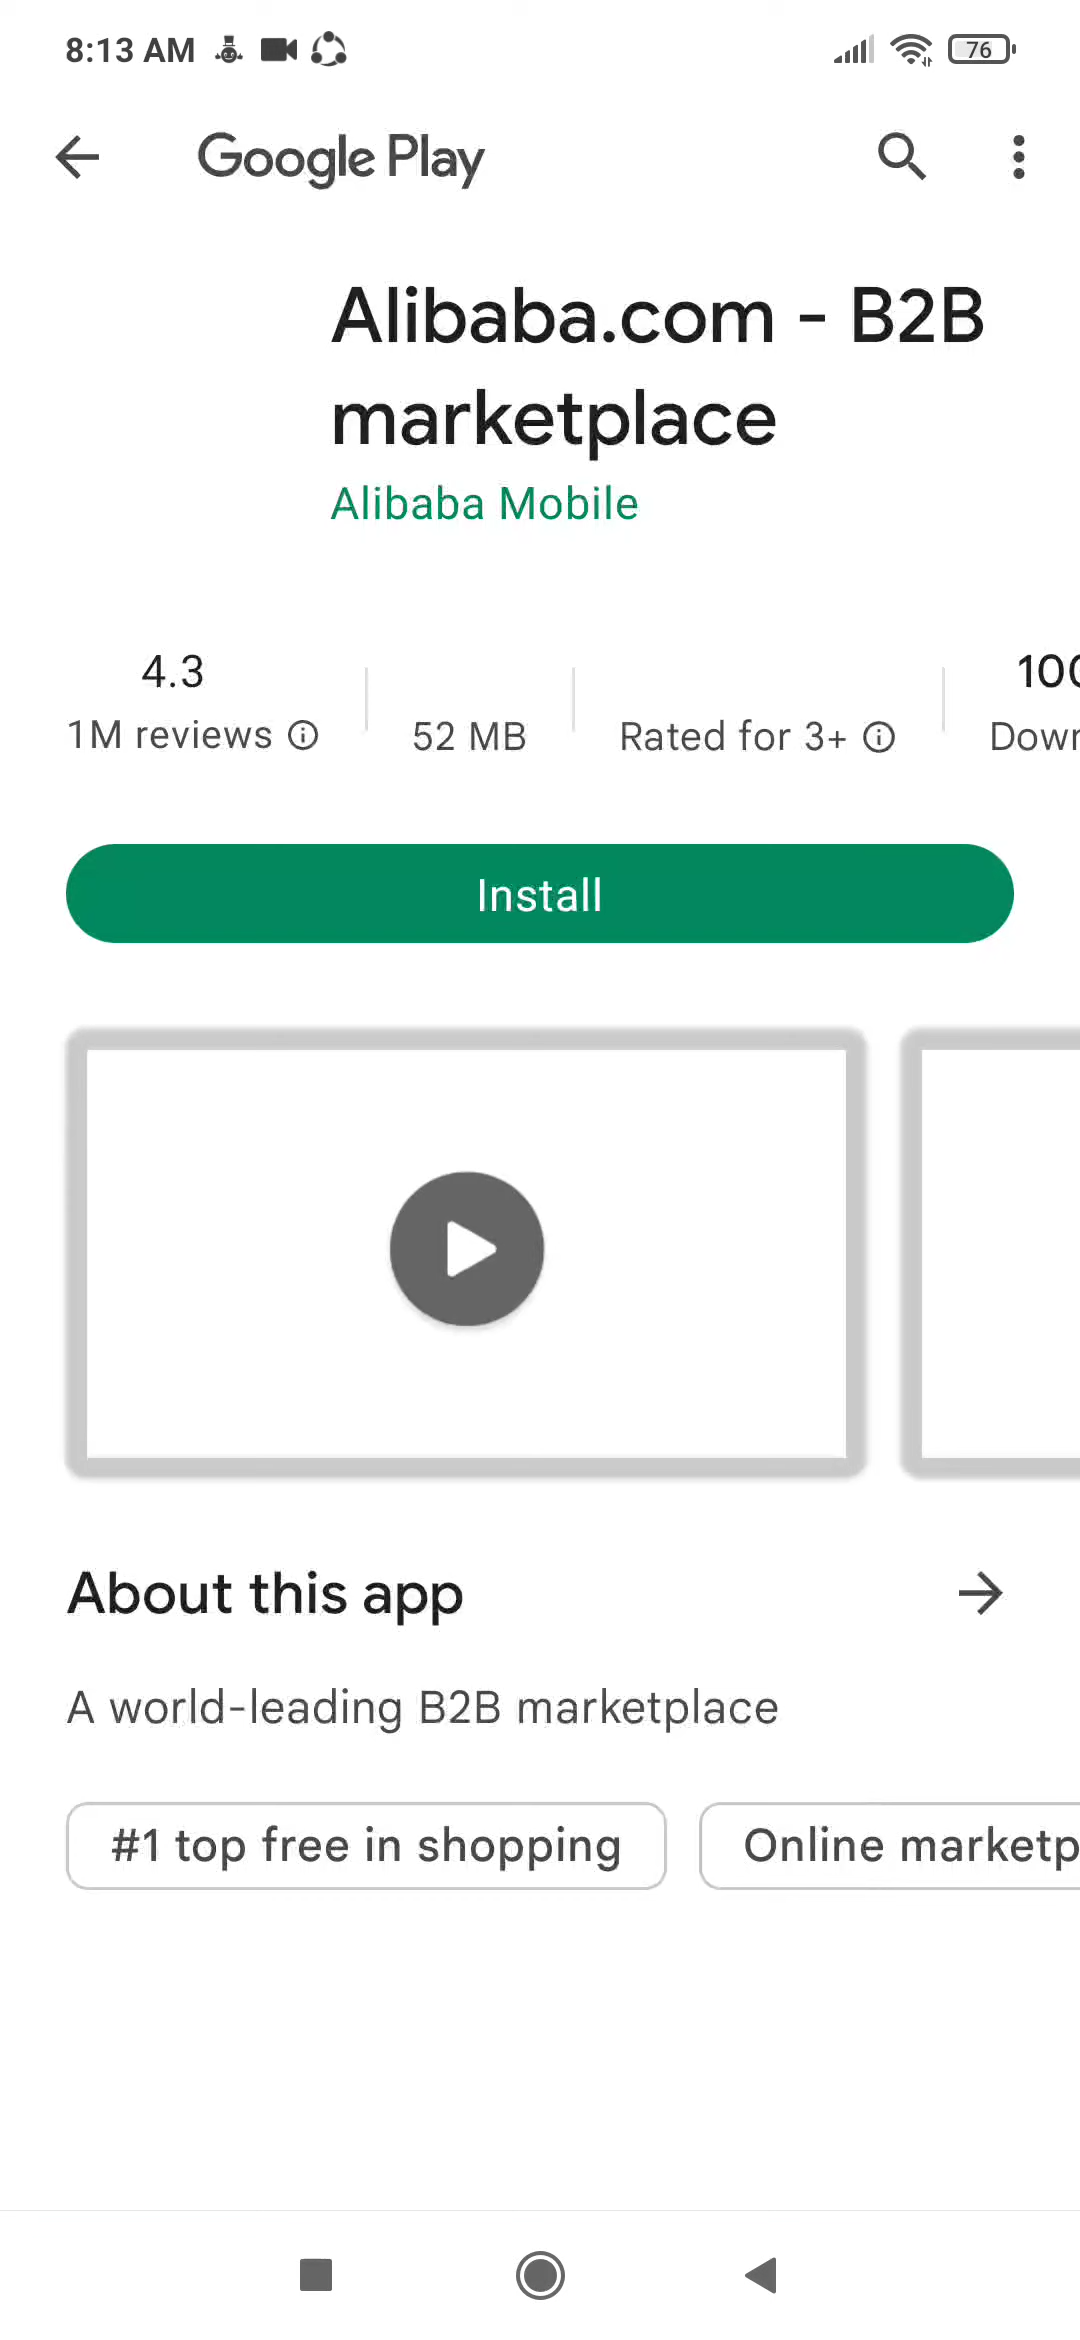 8:13 AM
76
Google Play
Alibaba.com - B2B
marketplace
Alibaba Mobile
4.3
1M reviews
52 MB
Rated for 3+
Install
About this app
A world-leading B2B marketplace
#1 top free in shopping
Online